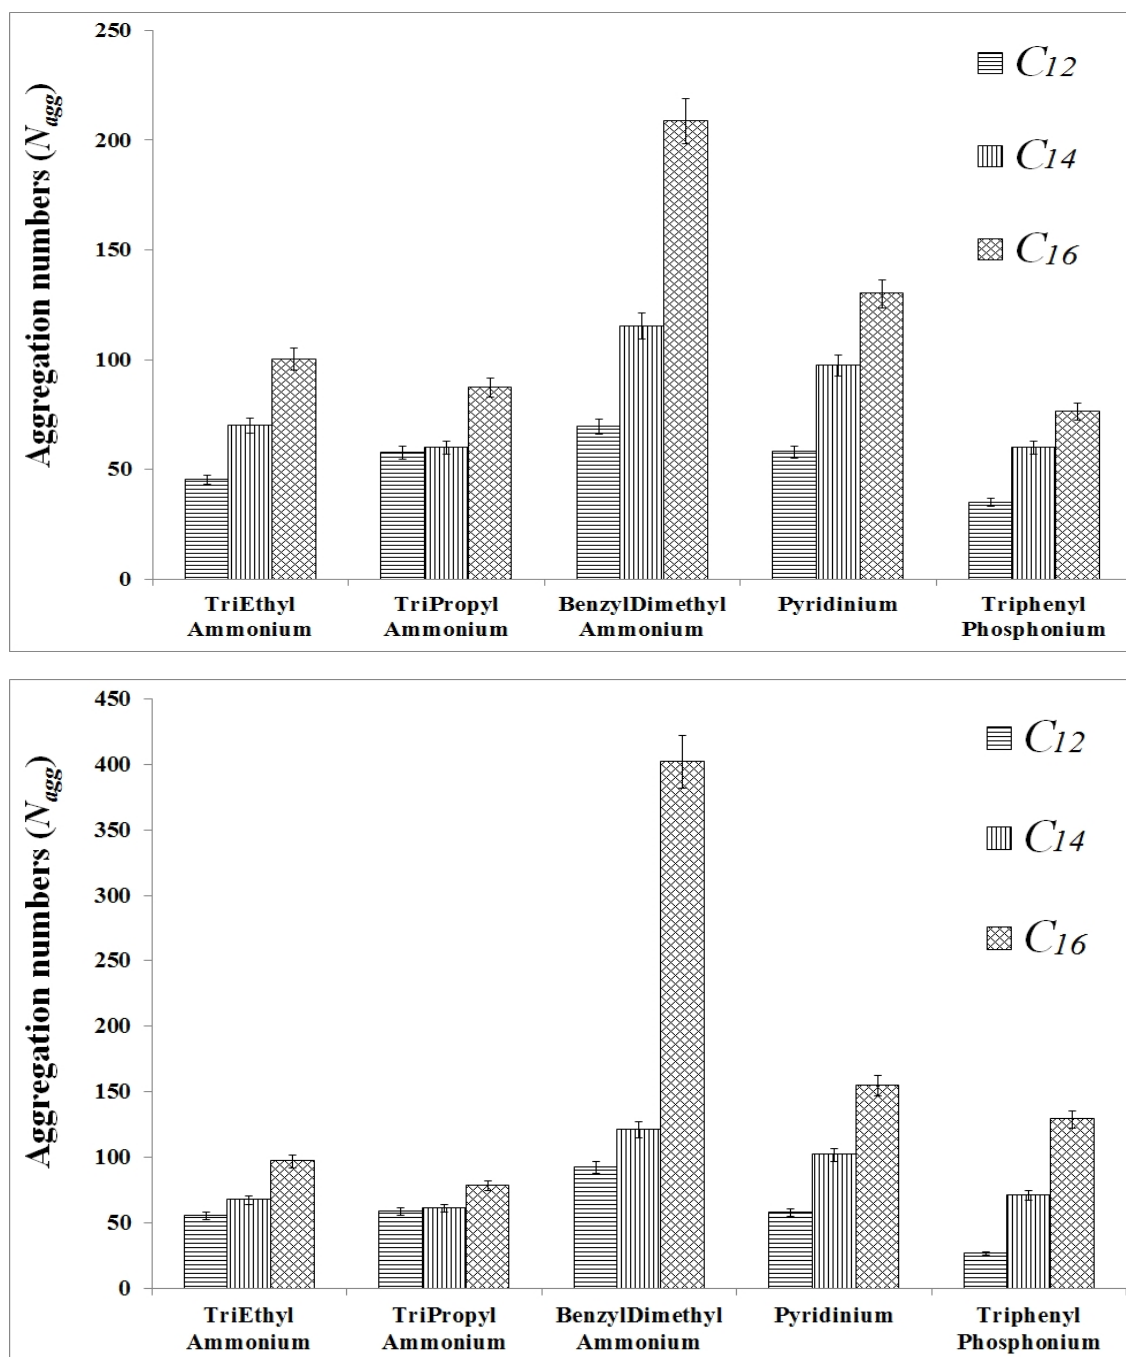 250
200
150
100
50
0
Aggregation numbers (Nagg)
C12
C14
C16
TriEthyl
Ammonium
TriPropyl
Ammonium
BenzylDimethyl
Ammonium
Pyridinium
Triphenyl
Phosphonium
450
400
350
300
250
200
150
100
50
0
Aggregation numbers (Nagg)
C12
C14
C16
TriEthyl
Ammonium
TriPropyl
Ammonium
BenzylDimethyl
Ammonium
Pyridinium
Triphenyl
Phosphonium